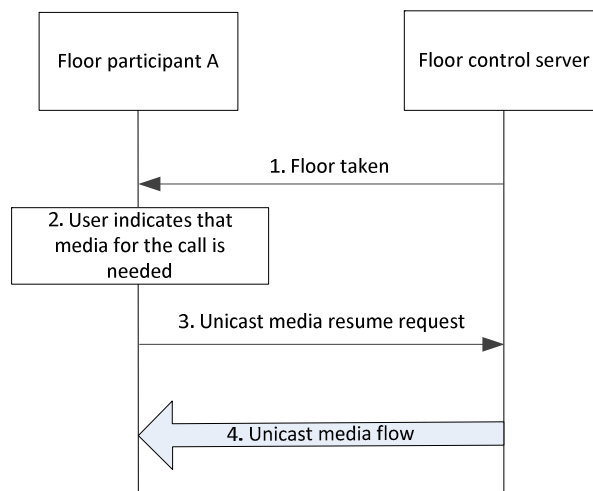 Floor participant A
Floor control server
1. Floor taken
2. User indicates that
media for the call is
needed
3. Unicast media resume request
4. Unicast media flow